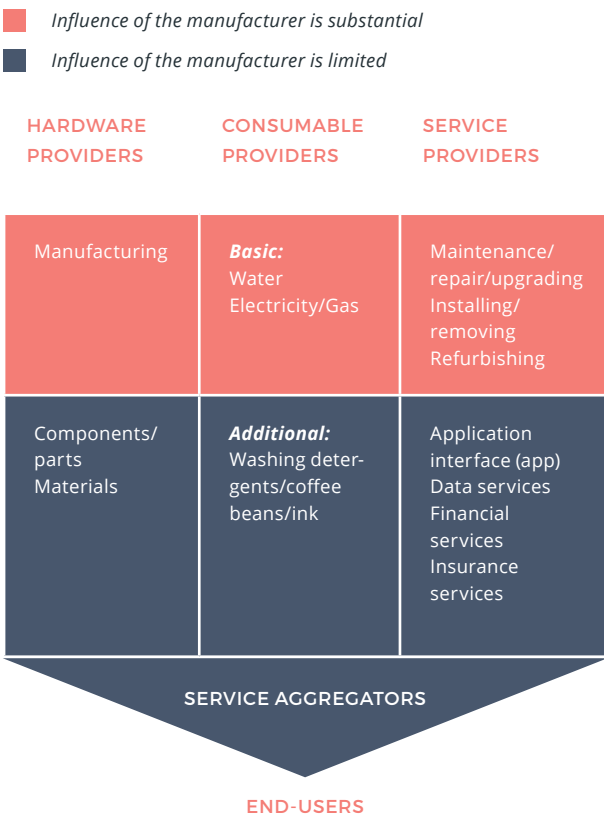 Influence of the manufacturer is substantial
Influence of the manufacturer is limited
HARDWARE
PROVIDERS
CONSUMABLE
PROVIDERS
SERVICE
PROVIDERS
Manufacturing
Basic:
Water
Electricity/Gas
Maintenance/
repair/upgrading
Installing/
removing
Refurbishing
Components/
parts
Materials
Additional:
Washing deter-
gents/coffee
beans/ink
Application
interface (app)
Data services
Financial
services
Insurance
services
SERVICE AGGREGATORS
END-USERS